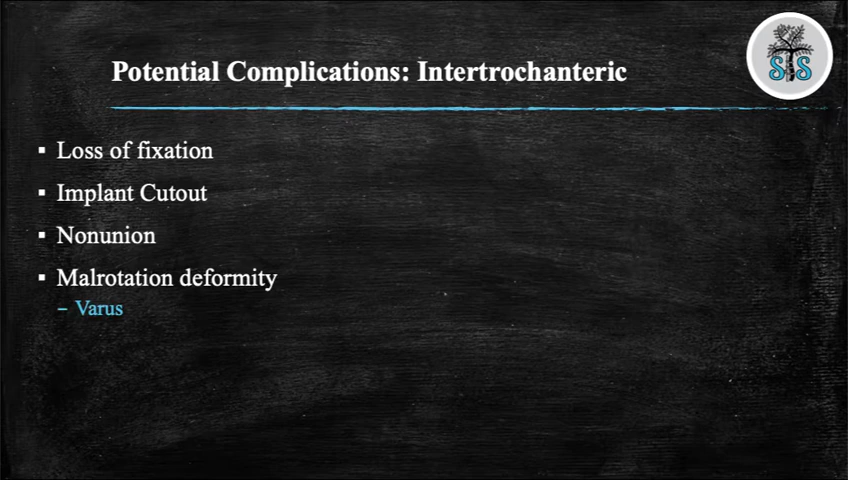 Potential Complications: Intertrochanteric
STS
▪ Loss of fixation
▪ Implant Cutout
▪ Nonunion
▪ Malrotation deformity
– Varus